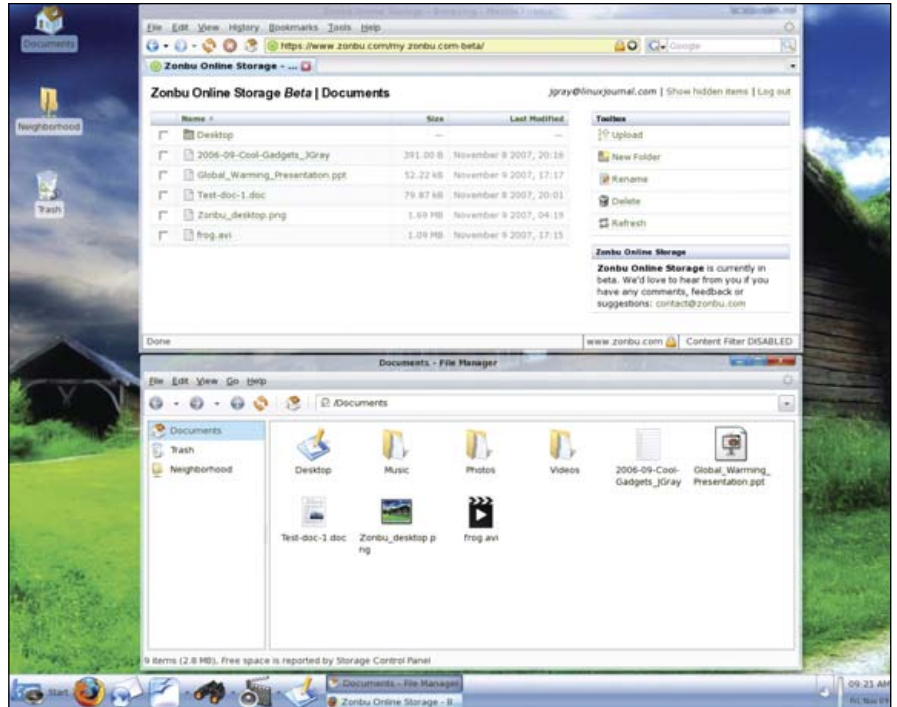 Documents
Neighborhood
Trash
File Edit View History Bookmarks Tools Help
https://www.zonbu.com/my.zonbu.com-beta/
Google
Zonbu Online Storage - ...
Zonbu Online Storage Beta | Documents
jgray@linuxjournal.com | Show hidden items | Log out
Name Size Last Modified
Desktop — —
2006-09-Cool-Gadgets_JGray 391.00 B November 8 2007, 20:16
Global_Warming_Presentation.ppt 52.22 kB November 9 2007, 17:17
Test-doc-1.doc 79.87 kB November 8 2007, 20:01
Zonbu_desktop.png 1.69 MB November 9 2007, 04:19
frog.avi 1.09 MB November 9 2007, 17:15
Toolbox
Upload
New Folder
Rename
Delete
Refresh
Zonbu Online Storage
Zonbu Online Storage is currently in
beta. We'd love to hear from you if you
have any comments, feedback or
suggestions: contact@zonbu.com
Done
www.zonbu.com
Content Filter DISABLED
Documents - File Manager
File Edit View Go Help
/Documents
Documents
Trash
Neighborhood
Desktop
Music
Photos
Videos
2006-09-Cool-
Gadgets_JGray
Global_Warming_
Presentation.ppt
Test-doc-1.doc
Zonbu_desktop.p
ng
frog.avi
9 items (2.8 MB), Free space is reported by Storage Control Panel
Start
Documents - File Manager
Zonbu Online Storage - B
09:21 AM
Fri, Nov 09